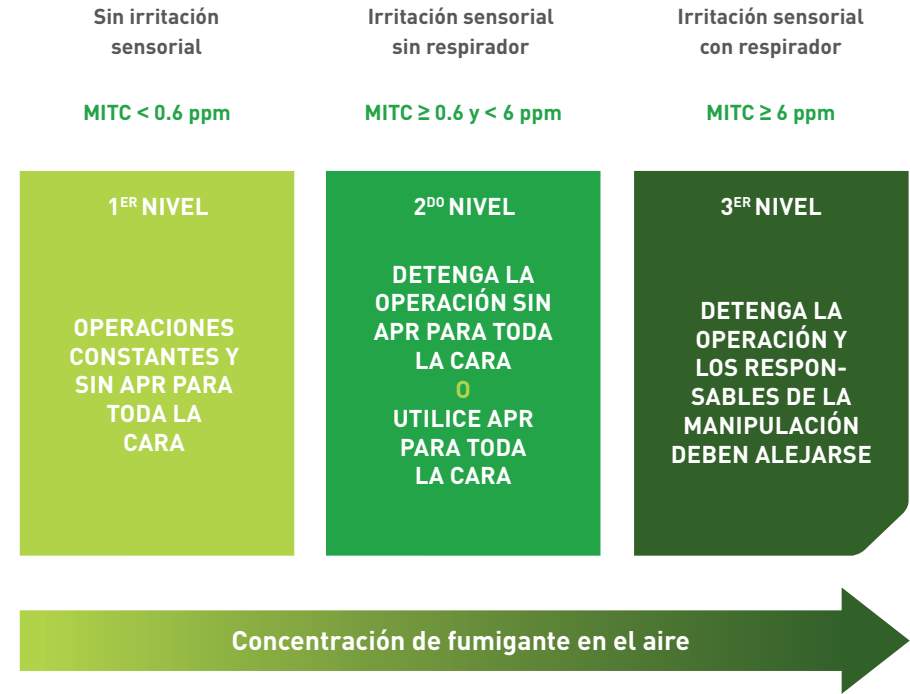 Sin irritación
sensorial
Irritación sensorial
sin respirador
Irritación sensorial
con respirador
MITC < 0.6 ppm
MITC ≥ 0.6 y < 6 ppm
MITC ≥ 6 ppm
1ER NIVEL
OPERACIONES
CONSTANTES Y
SIN APR PARA
TODA LA
CARA
2DO NIVEL
DETENGA LA
OPERACIÓN SIN
APR PARA TODA
LA CARA
O
UTILICE APR
PARA TODA
LA CARA
3ER NIVEL
DETENGA LA
OPERACIÓN Y
LOS RESPON-
SABLES DE LA
MANIPULACIÓN
DEBEN ALEJARSE
Concentración de fumigante en el aire